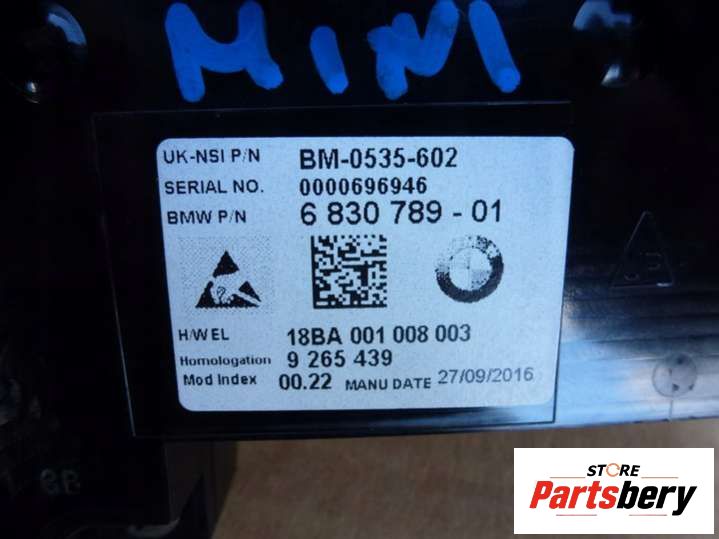 MINI
UK-NSI P/N BM-0535-602
SERIAL NO. 0000696946
BMW P/N 6 830 789 - 01
H/W EL 18BA 001 008 003
Homologation 9 265 439
Mod Index 00.22 MANU DATE 27/09/2016
STORE
Partsbery